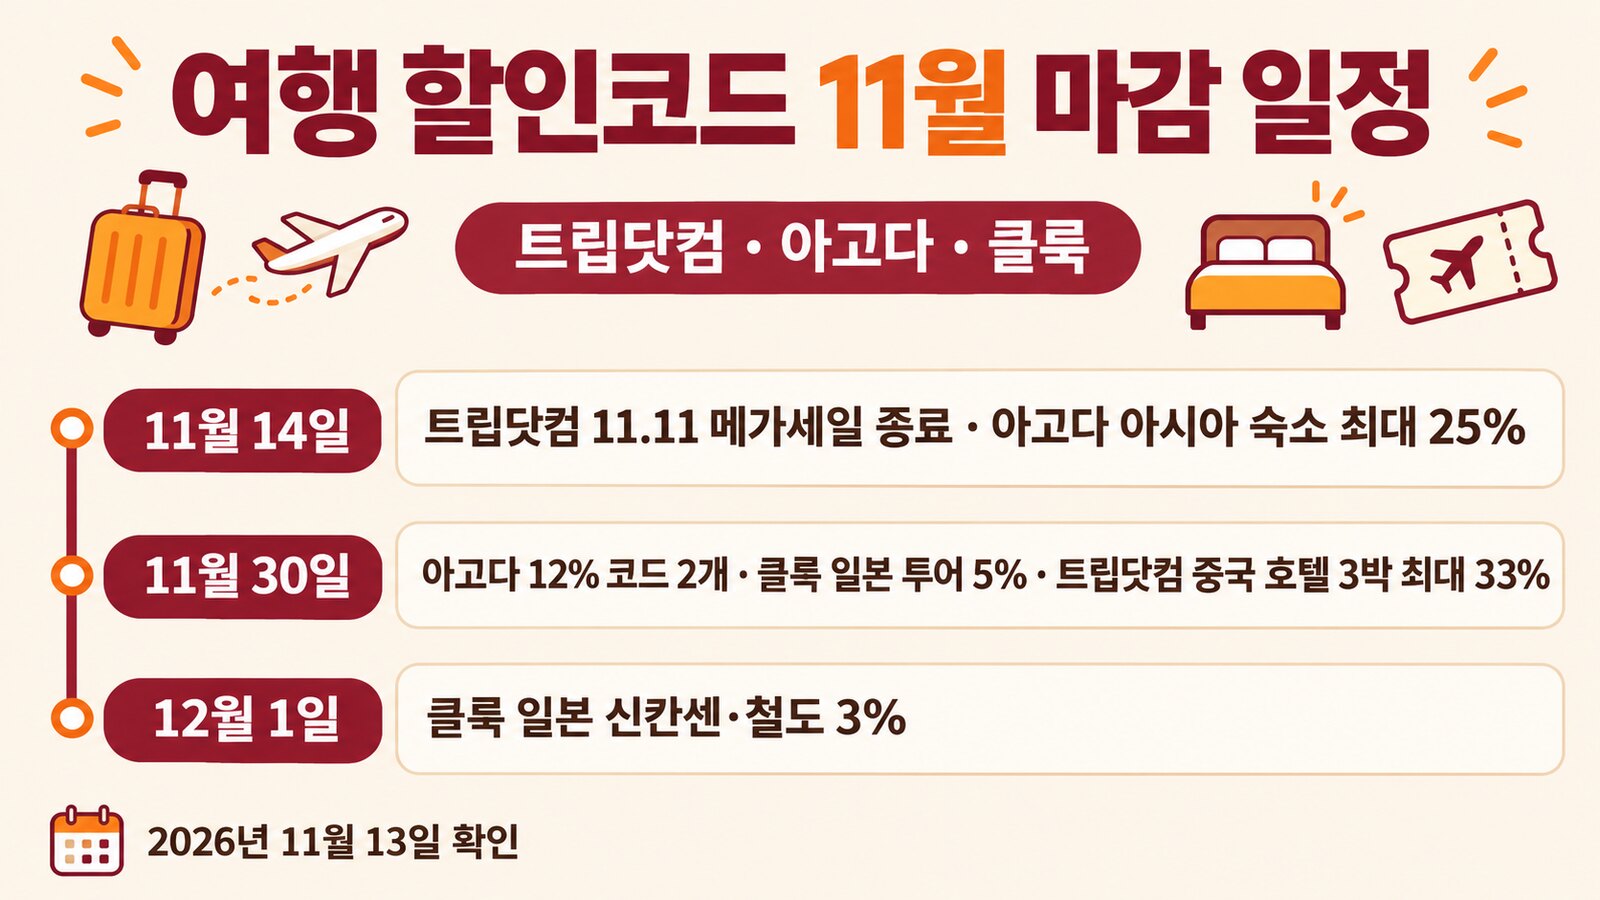 여행 할인코드 11월 마감 일정
트립닷컴 · 아고다 · 클룩
11월 14일
트립닷컴 11.11 메가세일 종료 · 아고다 아시아 숙소 최대 25%
11월 30일
아고다 12% 코드 2개 · 클룩 일본 투어 5% · 트립닷컴 중국 호텔 3박 최대 33%
12월 1일
클룩 일본 신칸센·철도 3%
2026년 11월 13일 확인